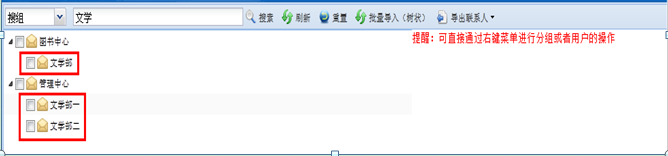 搜组 文学 搜索 刷新 重置 批量导入（树状） 导出联系人
提醒：可直接通过右键菜单进行分组或者用户的操作
图书中心
文学部
管理中心
文学部一
文学部二